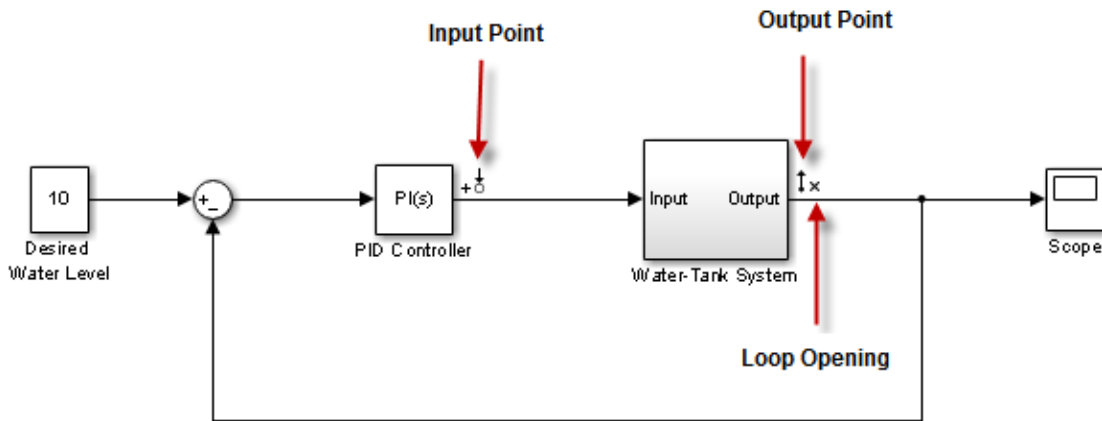 Input Point
Output Point
10
+
-
PI(s)
+
Input
Output
x
Desired
Water Level
PID Controller
Water-Tank System
Scope
Loop Opening